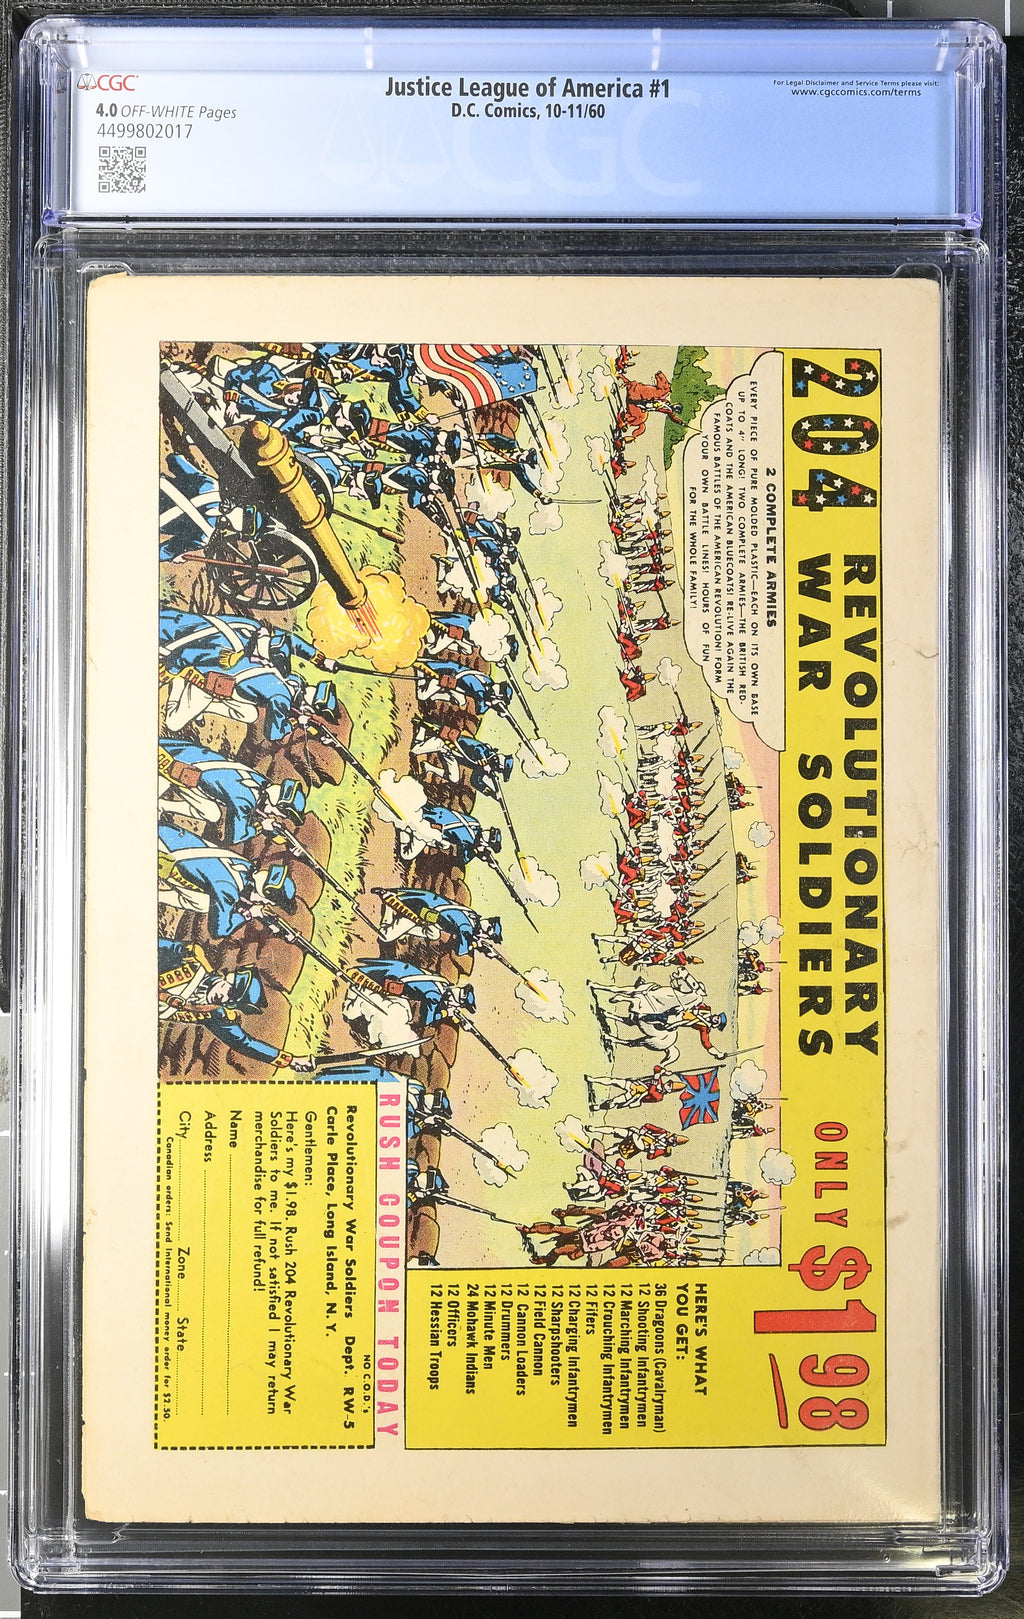 CGC
4.0 OFF-WHITE Pages
4499802017
Justice League of America #1
D.C. Comics, 10-11/60
For Legal Disclaimer and Service Terms please visit:
www.cgccomics.com/terms
CGC
204 REVOLUTIONARY
WAR SOLDIERS
ONLY $1 98
2 COMPLETE ARMIES
EVERY PIECE OF PURE MOLDED PLASTIC—EACH ON ITS OWN BASE
UP TO 4" LONG! TWO COMPLETE ARMIES—THE BRITISH RED-
COATS AND THE AMERICAN BLUECOATS! RE-LIVE AGAIN THE
FAMOUS BATTLES OF THE AMERICAN REVOLUTION! FORM
YOUR OWN BATTLE LINES! HOURS OF FUN
FOR THE WHOLE FAMILY!
HERE'S WHAT
YOU GET:
36 Dragoons (Cavalryman)
12 Shooting Infantrymen
12 Marching Infantrymen
12 Crouching Infantrymen
12 Fifers
12 Charging Infantrymen
12 Sharpshooters
12 Field Cannon
12 Cannon Loaders
12 Drummers
12 Minute Men
24 Mohawk Indians
12 Officers
12 Hessian Troops
RUSH COUPON TODAY
NO C.O.D.'s
Revolutionary War Soldiers Dept. RW-5
Carle Place, Long Island, N. Y.
Gentlemen:
Here's my $1.98. Rush 204 Revolutionary War
Soldiers to me. If not satisfied I may return
merchandise for full refund!
Name
Address
City Zone State
Canadian orders: Send International money order for $2.50.